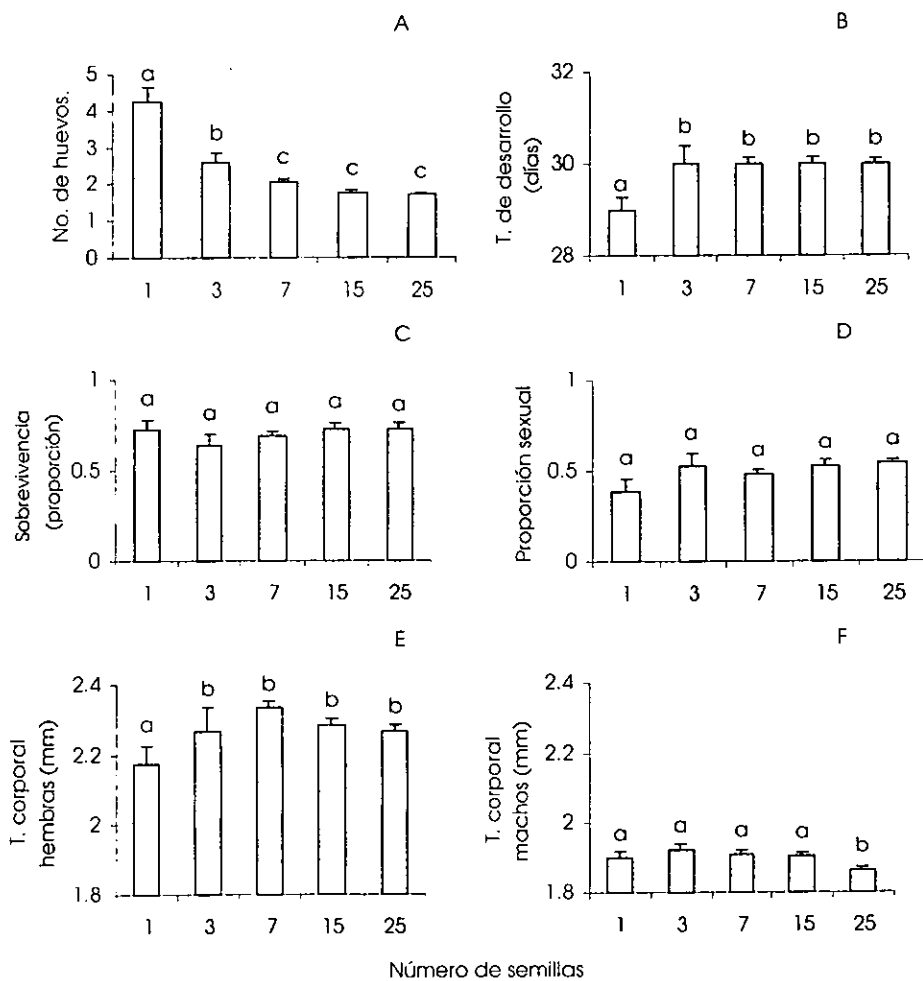 A
No. de huevos.
5
4
3
2
1
0
a
b
c
c
c
1 3 7 15 25
B
T. de desarrollo
(días)
32
30
28
a
b
b
b
b
1 3 7 15 25
C
Sobrevivencia
(proporción)
1
0.5
0
a
a
a
a
a
1 3 7 15 25
D
Proporción sexual
1
0.5
0
a
a
a
a
a
1 3 7 15 25
E
T. corporal
hembras (mm)
2.4
2.2
2
1.8
a
b
b
b
b
1 3 7 15 25
F
T. corporal
machos (mm)
2.4
2.2
2
1.8
a
a
a
a
b
1 3 7 15 25
Número de semillas